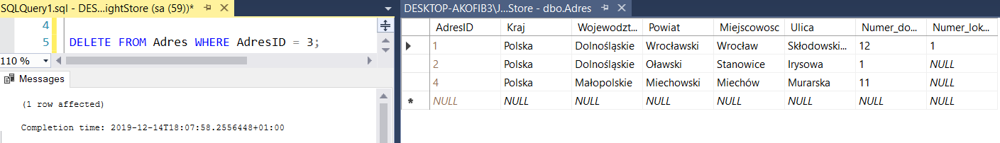 SQLQuery1.sql - DES...ightStore (sa (59))*
4
5 DELETE FROM Adres WHERE AdresID = 3;
110 %
Messages
(1 row affected)
Completion time: 2019-12-14T18:07:58.2556448+01:00
DESKTOP-AKOFIB3\J...Store - dbo.Adres
AdresID Kraj Wojewodzt... Powiat Miejscowosc Ulica Numer_do... Numer_lok...
1 Polska Dolnośląskie Wrocławski Wrocław Skłodowski... 12 1
2 Polska Dolnośląskie Oławski Stanowice Irysowa 1 NULL
4 Polska Małopolskie Miechowski Miechów Murarska 11 NULL
* NULL NULL NULL NULL NULL NULL NULL NULL